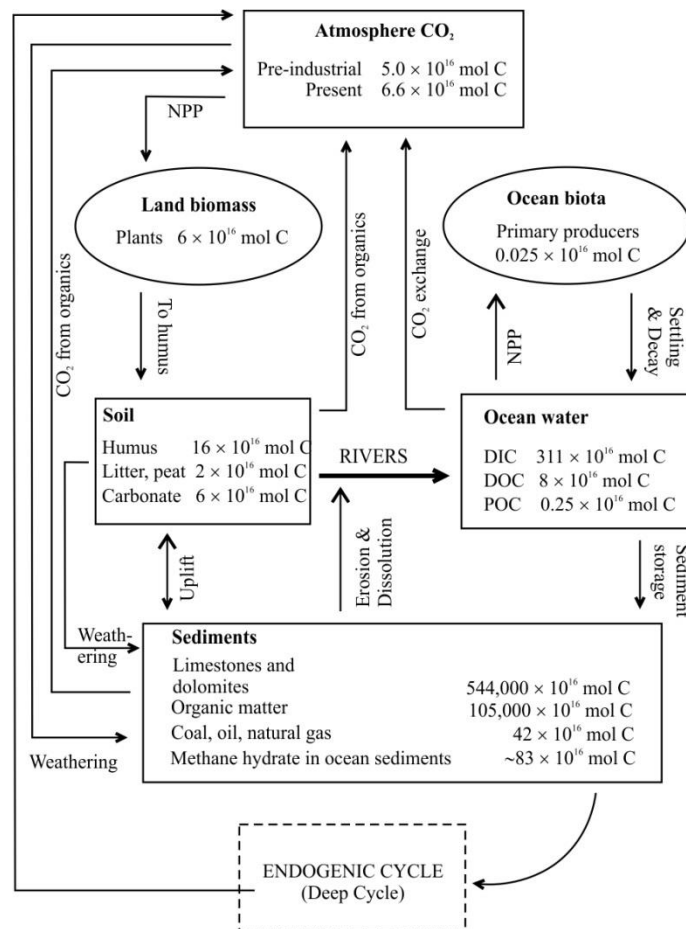 Atmosphere CO₂
Pre-industrial 5.0 × 10¹⁶ mol C
Present 6.6 × 10¹⁶ mol C
NPP
Land biomass
Plants 6 × 10¹⁶ mol C
Ocean biota
Primary producers
0.025 × 10¹⁶ mol C
CO₂ from organics
To humus
CO₂ from organics
CO₂ exchange
NPP
Settling
& Decay
Soil
Humus 16 × 10¹⁶ mol C
Litter, peat 2 × 10¹⁶ mol C
Carbonate 6 × 10¹⁶ mol C
RIVERS
Ocean water
DIC 311 × 10¹⁶ mol C
DOC 8 × 10¹⁶ mol C
POC 0.25 × 10¹⁶ mol C
Uplift
Erosion &
Dissolution
Sediment
storage
Weath-
ering
Sediments
Limestones and
dolomites 544,000 × 10¹⁶ mol C
Organic matter 105,000 × 10¹⁶ mol C
Coal, oil, natural gas 42 × 10¹⁶ mol C
Methane hydrate in ocean sediments ~83 × 10¹⁶ mol C
Weathering
ENDOGENIC CYCLE
(Deep Cycle)